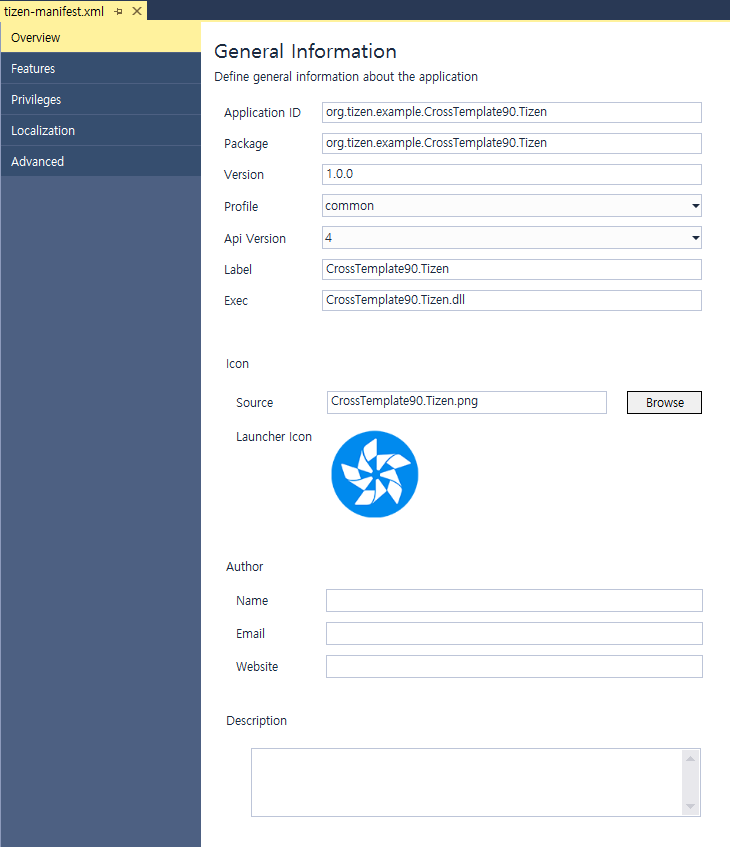 tizen-manifest.xml
Overview
Features
Privileges
Localization
Advanced
General Information
Define general information about the application
Application ID org.tizen.example.CrossTemplate90.Tizen
Package org.tizen.example.CrossTemplate90.Tizen
Version 1.0.0
Profile common
Api Version 4
Label CrossTemplate90.Tizen
Exec CrossTemplate90.Tizen.dll
Icon
Source CrossTemplate90.Tizen.png Browse
Launcher Icon
Author
Name
Email
Website
Description